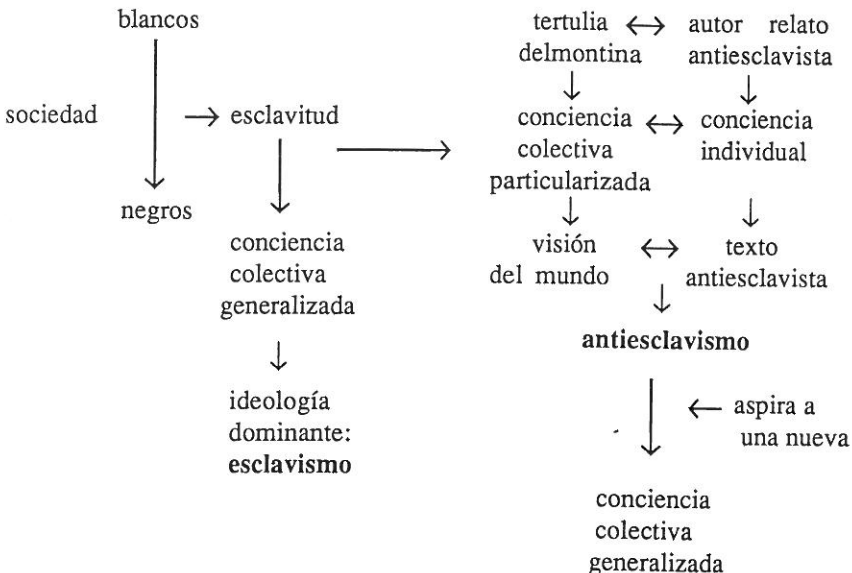 blancos
sociedad
esclavitud
negros
conciencia
colectiva
generalizada
ideología
dominante:
esclavismo
tertulia
delmontina
autor relato
antiesclavista
conciencia
colectiva
particularizada
conciencia
individual
visión
del mundo
texto
antiesclavista
antiesclavismo
aspira a
una nueva
conciencia
colectiva
generalizada